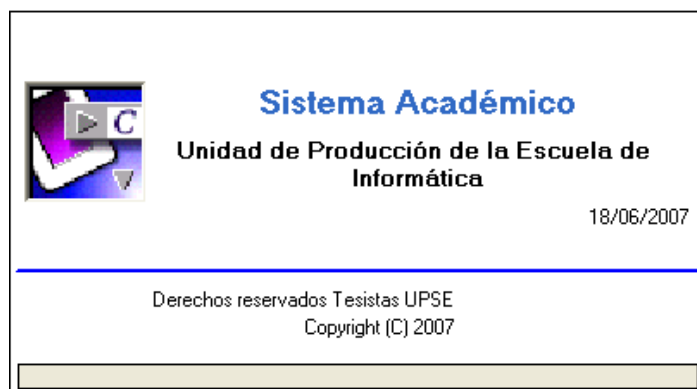 C
Sistema Académico
Unidad de Producción de la Escuela de
Informática
18/06/2007
Derechos reservados Tesistas UPSE
Copyright (C) 2007